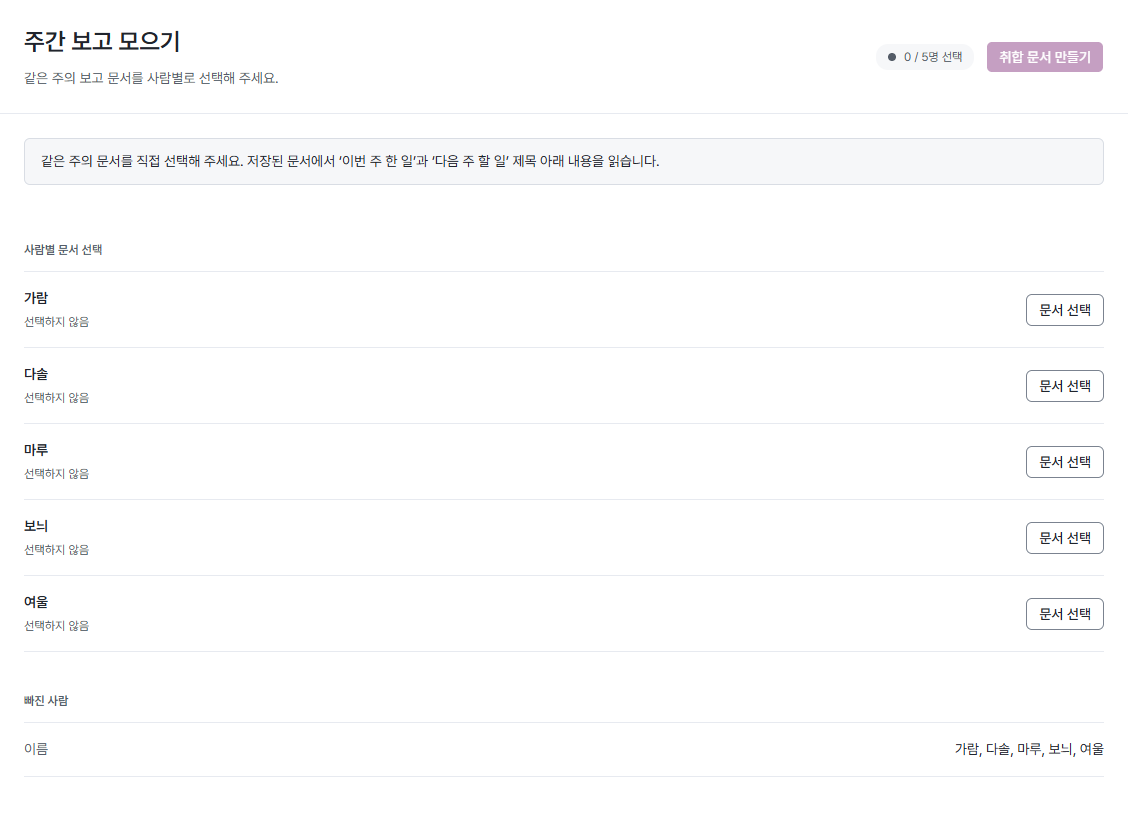 주간 보고 모으기
같은 주의 보고 문서를 사람별로 선택해 주세요.
0 / 5명 선택
취합 문서 만들기
같은 주의 문서를 직접 선택해 주세요. 저장된 문서에서 ‘이번 주 한 일’과 ‘다음 주 할 일’ 제목 아래 내용을 읽습니다.
사람별 문서 선택
가람
선택하지 않음
문서 선택
다솔
선택하지 않음
문서 선택
마루
선택하지 않음
문서 선택
보늬
선택하지 않음
문서 선택
여울
선택하지 않음
문서 선택
빠진 사람
이름
가람, 다솔, 마루, 보늬, 여울